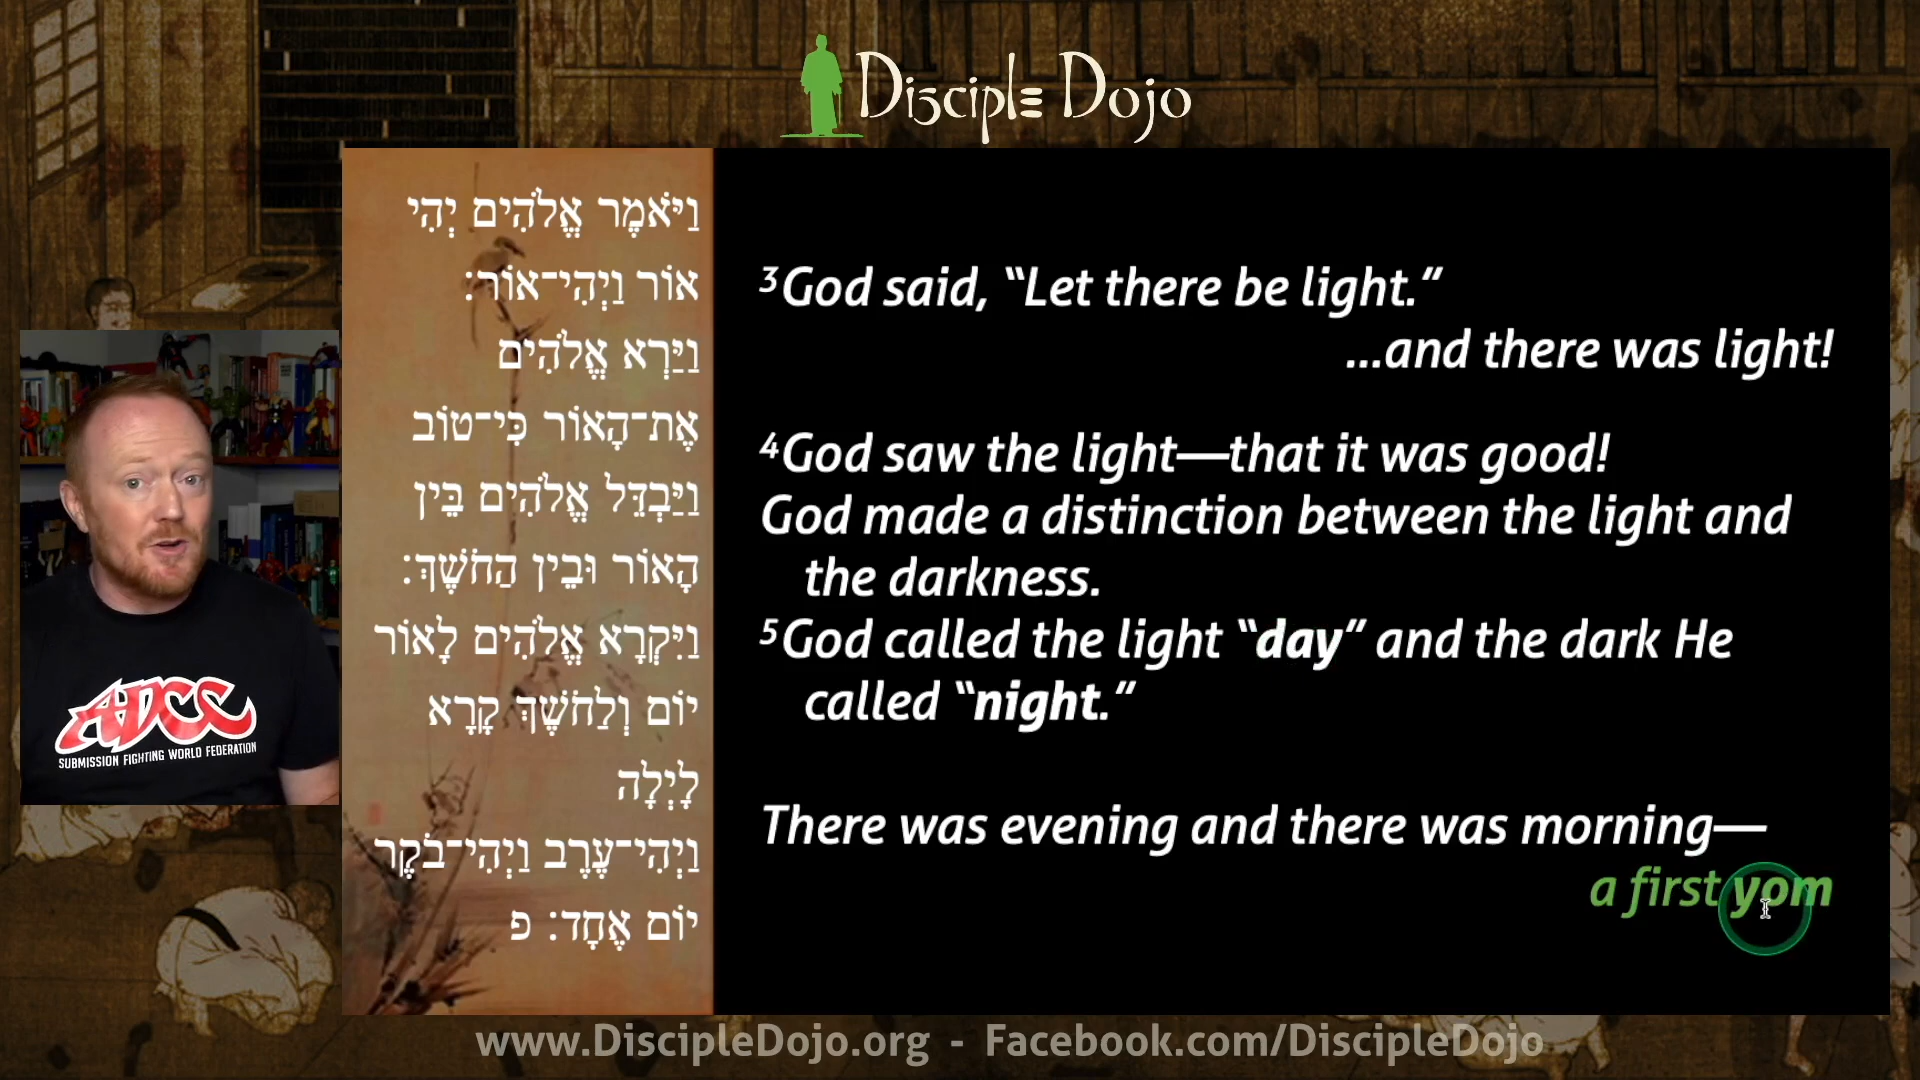 Disciple Dojo
וַיֹּאמֶר אֱלֹהִים יְהִי
אוֹר וַיְהִי־אוֹר׃
וַיַּרְא אֱלֹהִים
אֶת־הָאוֹר כִּי־טוֹב
וַיַּבְדֵּל אֱלֹהִים בֵּין
הָאוֹר וּבֵין הַחֹשֶׁךְ׃
וַיִּקְרָא אֱלֹהִים לָאוֹר
יוֹם וְלַחֹשֶׁךְ קָרָא
לָיְלָה
וַיְהִי־עֶרֶב וַיְהִי־בֹקֶר
יוֹם אֶחָד׃ פ
³God said, “Let there be light.”
...and there was light!
⁴God saw the light—that it was good!
God made a distinction between the light and
the darkness.
⁵God called the light “day” and the dark He
called “night.”
There was evening and there was morning—
a first yom
ADCC
SUBMISSION FIGHTING WORLD FEDERATION
www.DiscipleDojo.org - Facebook.com/DiscipleDojo